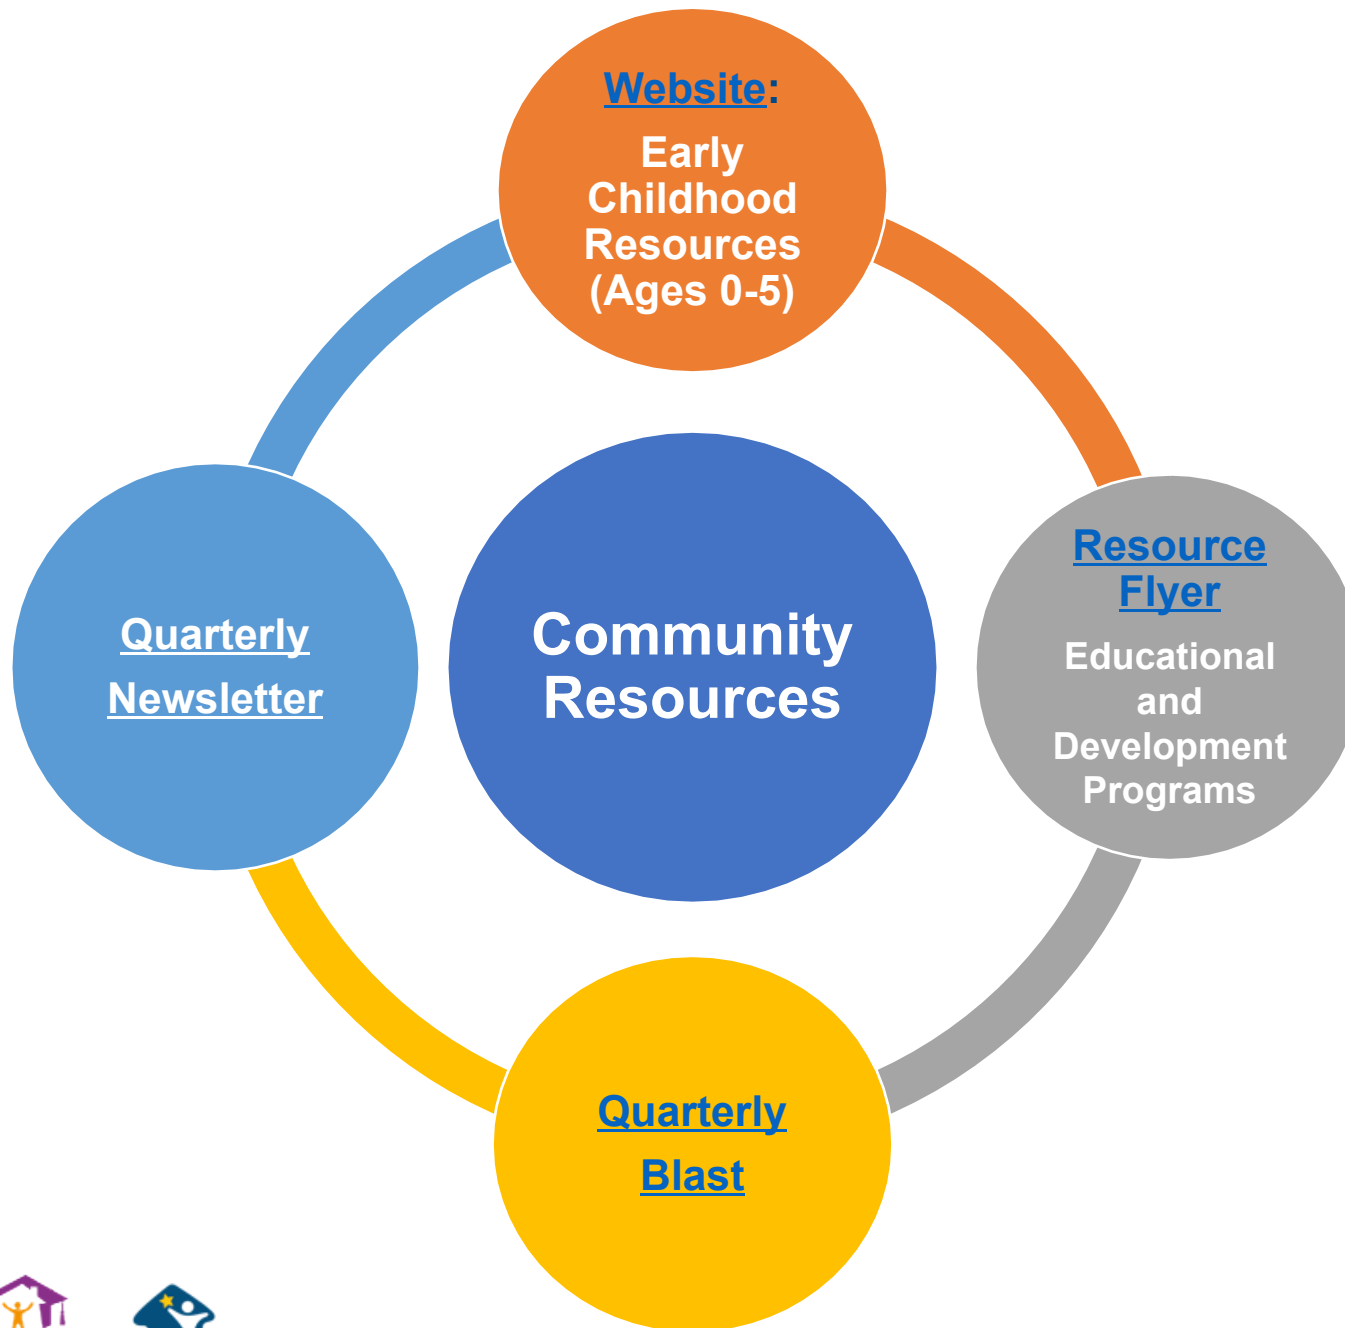 Website:
Early
Childhood
Resources
(Ages 0-5)
Resource
Flyer
Educational
and
Development
Programs
Community
Resources
Quarterly
Newsletter
Quarterly
Blast